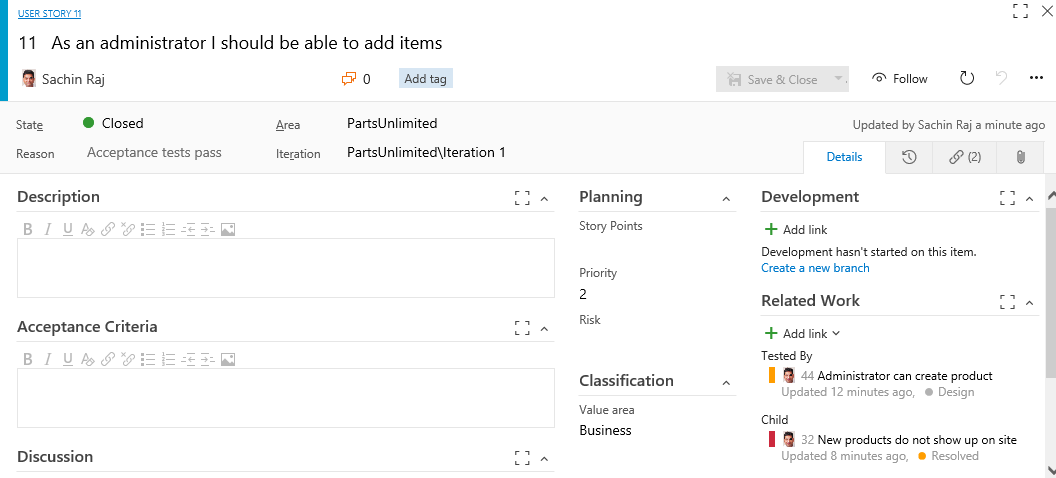 USER STORY 11
11 As an administrator I should be able to add items
Sachin Raj 0 Add tag Save & Close Follow
State Closed Area PartsUnlimited Updated by Sachin Raj a minute ago
Reason Acceptance tests pass Iteration PartsUnlimited\Iteration 1
Details (2)
Description
B I U
Acceptance Criteria
B I U
Discussion
Planning
Story Points
Priority
2
Risk
Classification
Value area
Business
Development
Add link
Development hasn't started on this item.
Create a new branch
Related Work
Add link
Tested By
44 Administrator can create product
Updated 12 minutes ago, Design
Child
32 New products do not show up on site
Updated 8 minutes ago, Resolved